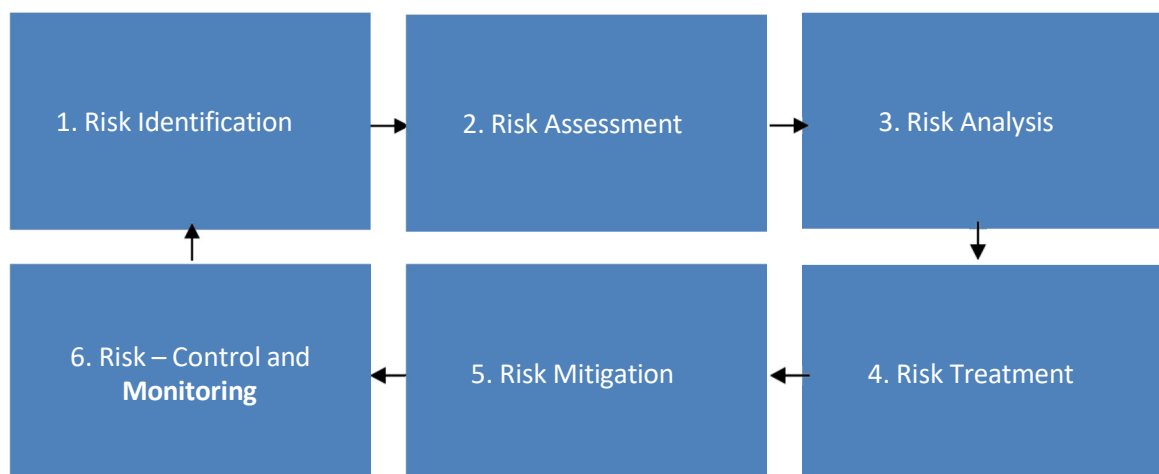 1. Risk Identification
2. Risk Assessment
3. Risk Analysis
4. Risk Treatment
5. Risk Mitigation
6. Risk – Control and
Monitoring